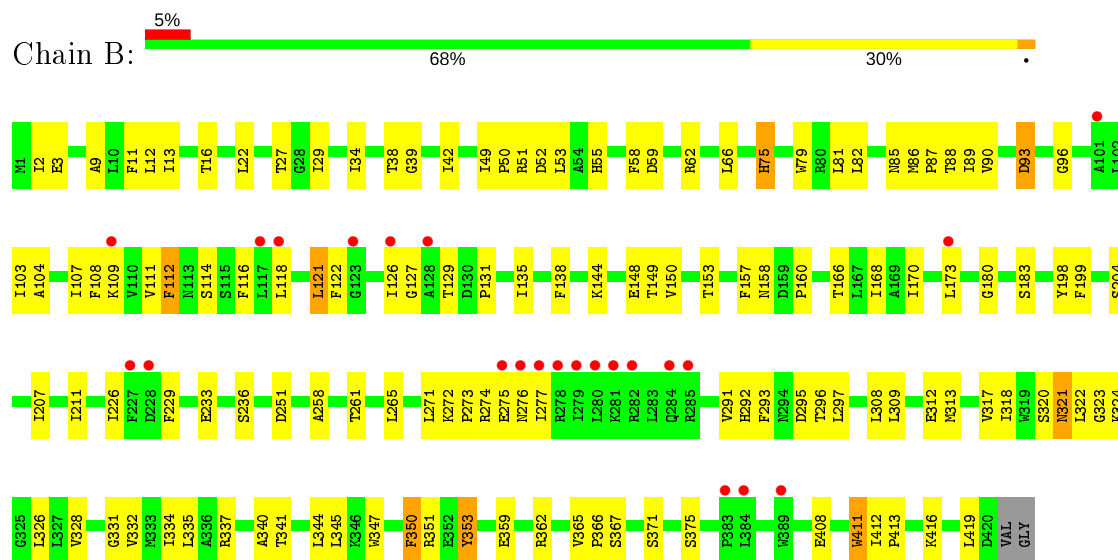 5%
Chain B:
68% 30% •
M1 I2 E3 A9 L10 F11 L12 I13 T16 L22 T27 G28 I29 I34 T38 G39 I42 I49 P50 R51 D52 L53 A54 H55 F58 D59 R62 L66 H75 W79 R80 L81 L82 N85 M86 P87 T88 I89 V90 D93 G96 A101 L102
I103 A104 I107 F108 K109 V110 V111 F112 N113 S114 S115 F116 L117 L118 L121 F122 G123 I126 G127 A128 T129 D130 P131 I135 F138 K144 E148 T149 V150 T153 F157 N158 D159 P160 T166 L167 I168 A169 I170 L173 G180 S183 Y198 F199 S204
I207 I211 I226 F227 D228 F229 E233 S236 D251 A258 T261 L265 L271 K272 P273 R274 E275 N276 I277 R278 I279 L280 K281 R282 L283 Q284 R285 V291 H292 F293 N294 D295 T296 L297 L308 L309 E312 M313 V317 I318 W319 S320 N321 L322 G323 K324
G325 L326 L327 V328 G331 V332 M333 I334 L335 A336 R337 A340 T341 L344 L345 K346 W347 F350 R351 E352 Y353 E359 R362 V365 P366 S367 S371 S375 P383 L384 W389 E408 W411 I412 P413 K416 L419 D420 VAL GLY